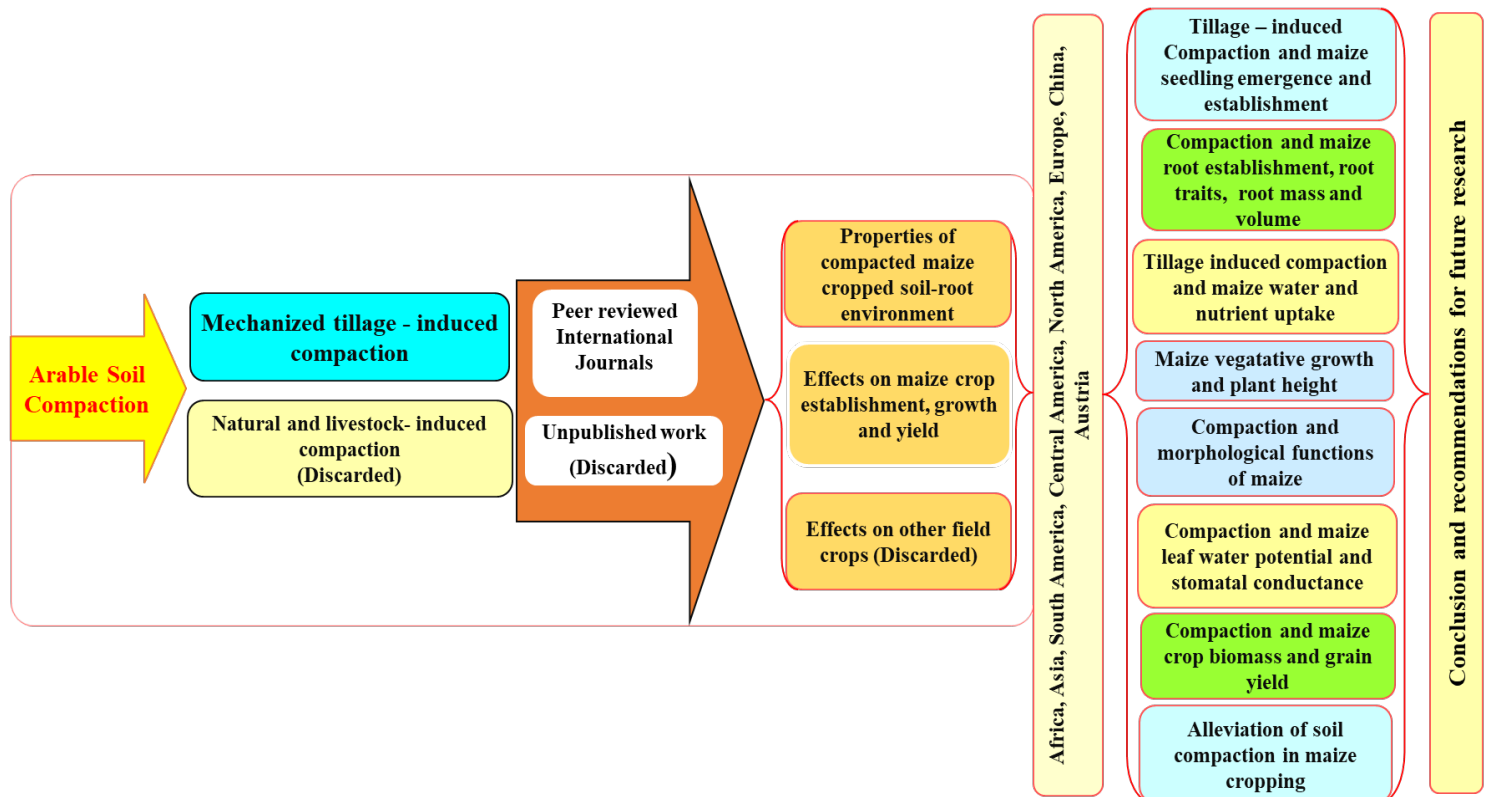 Arable Soil
Compaction
Mechanized tillage - induced
compaction
Natural and livestock- induced
compaction
(Discarded)
Peer reviewed
International
Journals
Unpublished work
(Discarded)
Properties of
compacted maize
cropped soil-root
environment
Effects on maize crop
establishment, growth
and yield
Effects on other field
crops (Discarded)
Africa, Asia, South America, Central America, North America, Europe, China,
Austria
Tillage – induced
Compaction and maize
seedling emergence and
establishment
Compaction and maize
root establishment, root
traits, root mass and
volume
Tillage induced compaction
and maize water and
nutrient uptake
Maize vegatative growth
and plant height
Compaction and
morphological functions
of maize
Compaction and maize
leaf water potential and
stomatal conductance
Compaction and maize
crop biomass and grain
yield
Alleviation of soil
compaction in maize
cropping
Conclusion and recommendations for future research